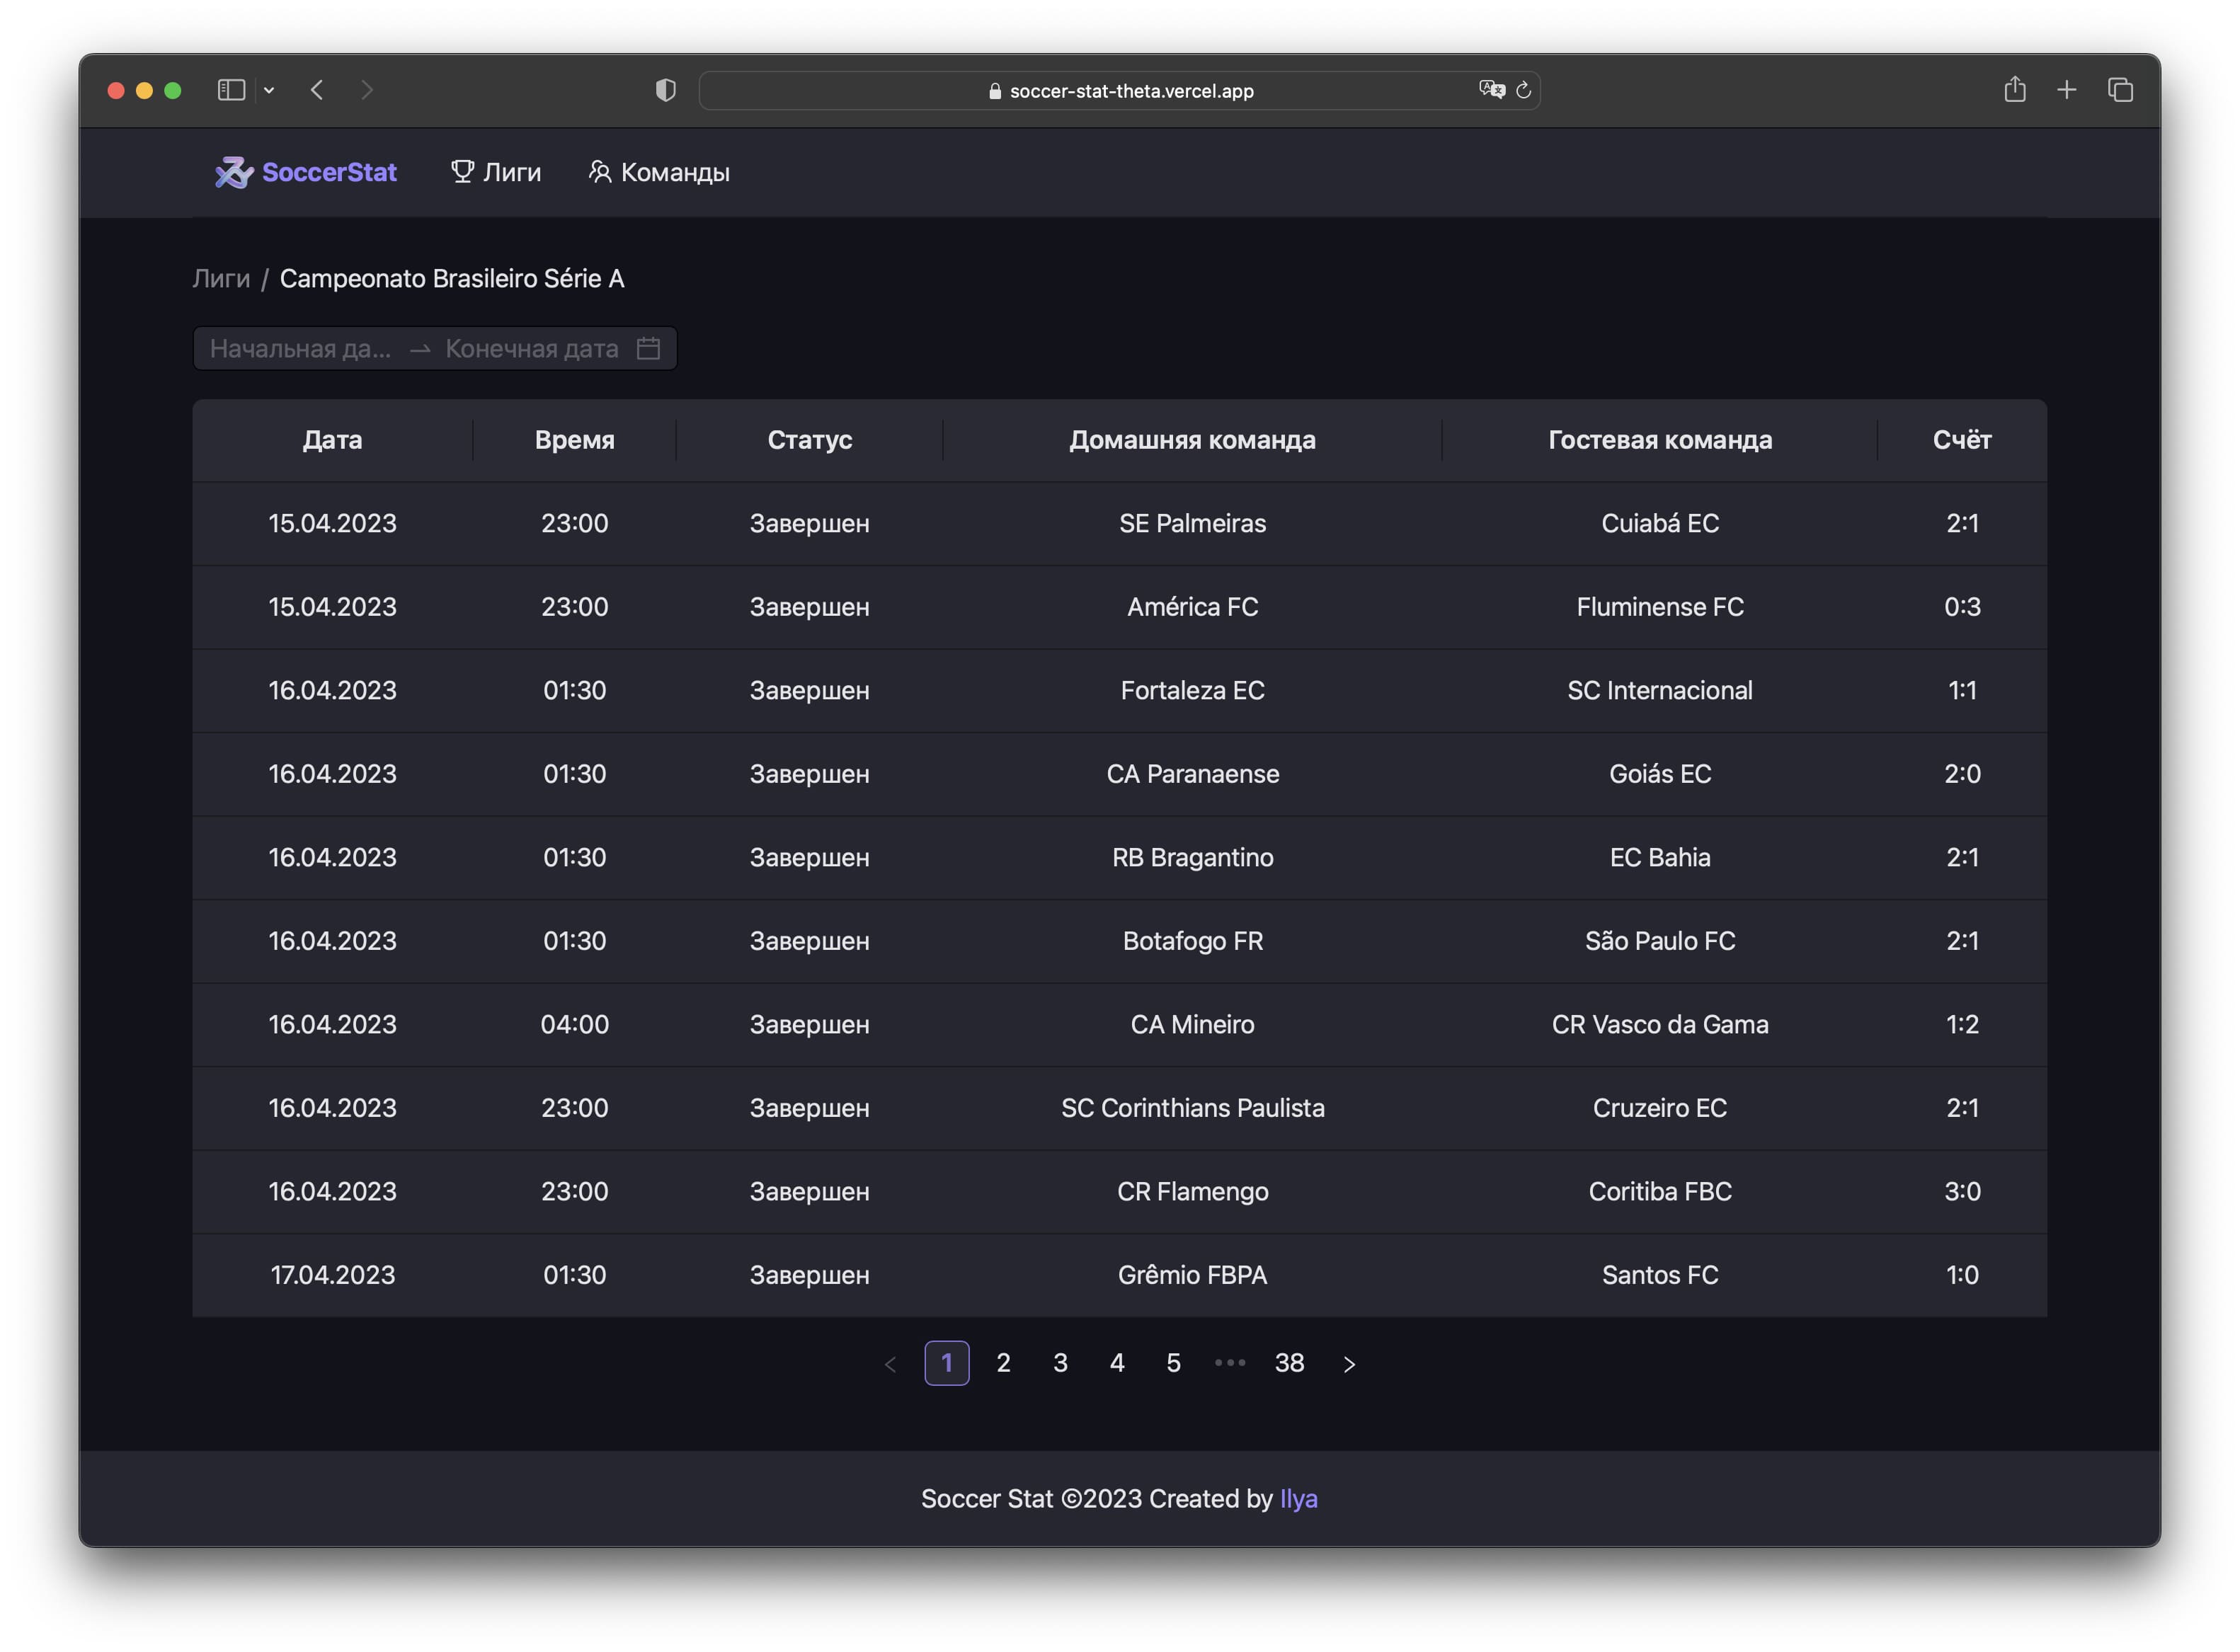 soccer-stat-theta.vercel.app
SoccerStat Лиги Команды
Лиги / Campeonato Brasileiro Série A
Начальная да... → Конечная дата
Дата Время Статус Домашняя команда Гостевая команда Счёт
15.04.2023 23:00 Завершен SE Palmeiras Cuiabá EC 2:1
15.04.2023 23:00 Завершен América FC Fluminense FC 0:3
16.04.2023 01:30 Завершен Fortaleza EC SC Internacional 1:1
16.04.2023 01:30 Завершен CA Paranaense Goiás EC 2:0
16.04.2023 01:30 Завершен RB Bragantino EC Bahia 2:1
16.04.2023 01:30 Завершен Botafogo FR São Paulo FC 2:1
16.04.2023 04:00 Завершен CA Mineiro CR Vasco da Gama 1:2
16.04.2023 23:00 Завершен SC Corinthians Paulista Cruzeiro EC 2:1
16.04.2023 23:00 Завершен CR Flamengo Coritiba FBC 3:0
17.04.2023 01:30 Завершен Grêmio FBPA Santos FC 1:0
< 1 2 3 4 5 ••• 38 >
Soccer Stat ©2023 Created by Ilya